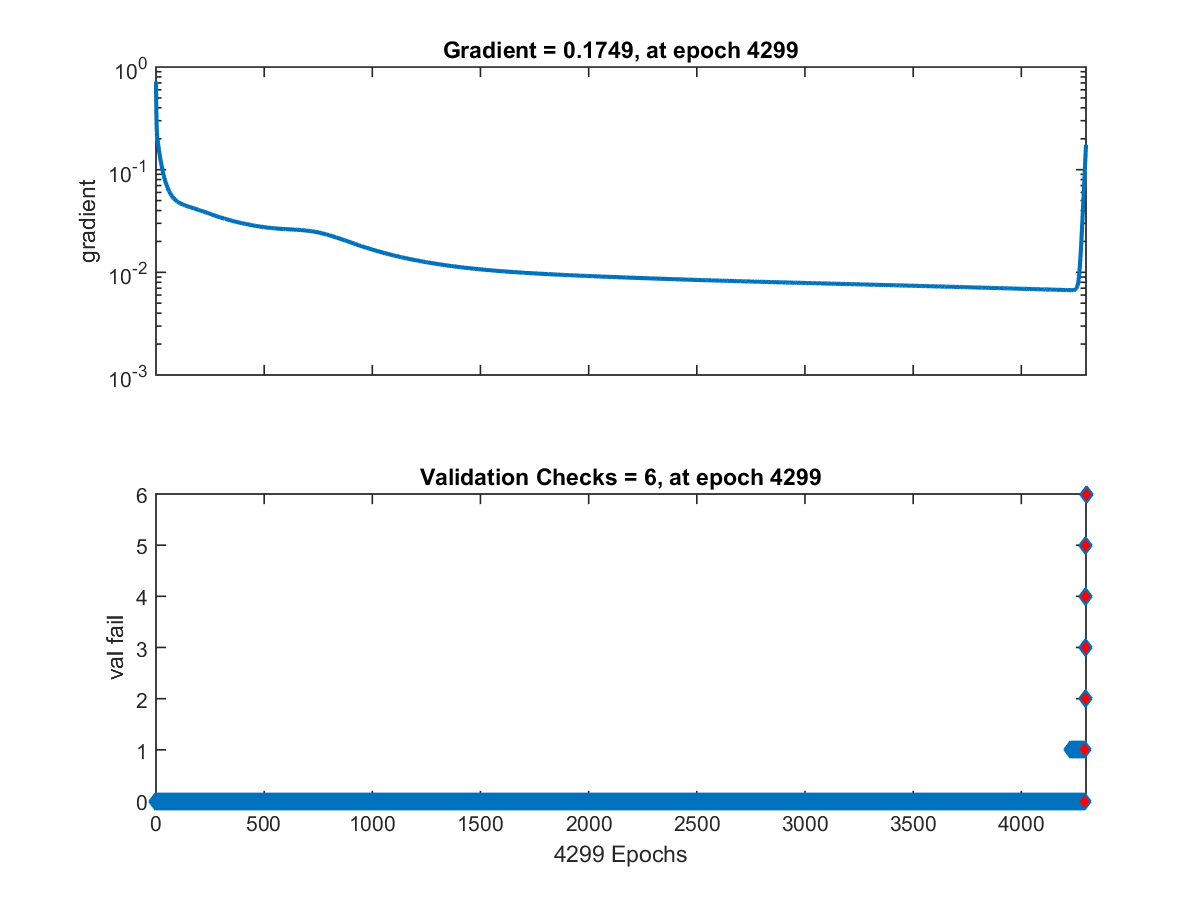 Gradient = 0.1749, at epoch 4299
10^0
10^-1
10^-2
10^-3
gradient
Validation Checks = 6, at epoch 4299
6
5
4
3
2
1
0
val fail
0 500 1000 1500 2000 2500 3000 3500 4000
4299 Epochs